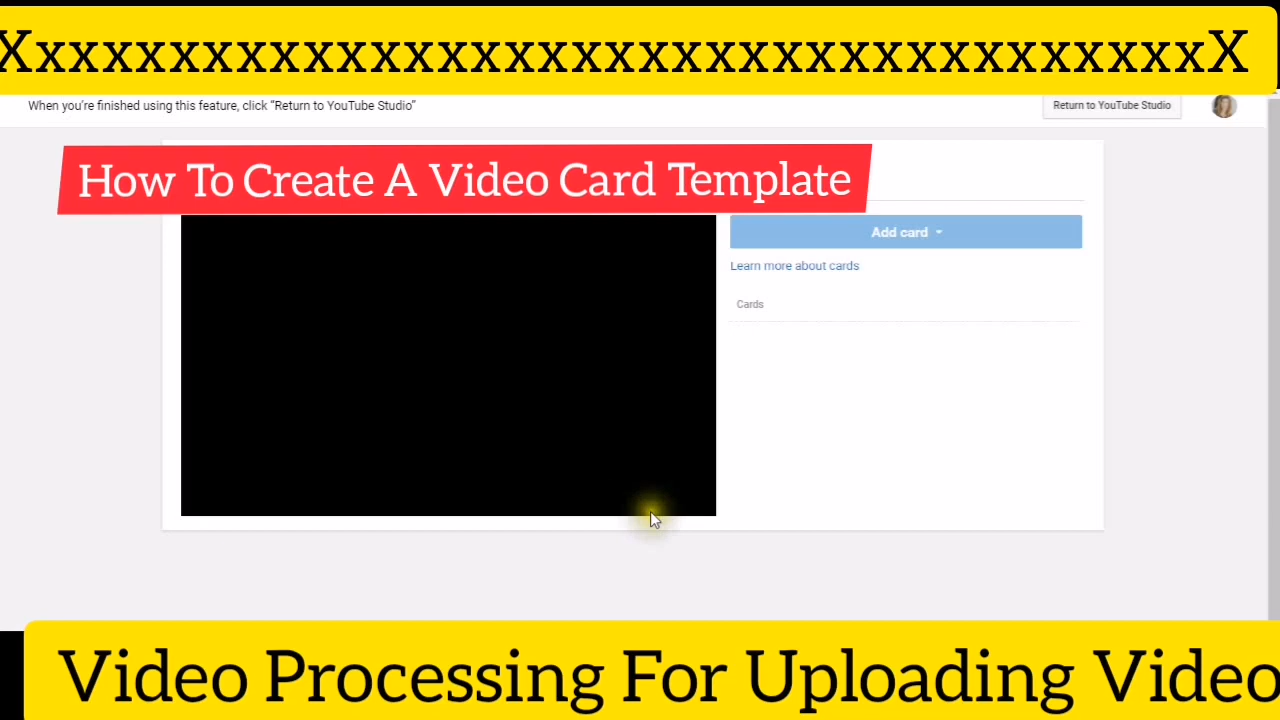 XxxxxxxxxxxxxxxxxxxxxxxxxxxxxxxxxxxxX
When you're finished using this feature, click “Return to YouTube Studio”
Return to YouTube Studio
How To Create A Video Card Template
Add card
Learn more about cards
Cards
Video Processing For Uploading Video